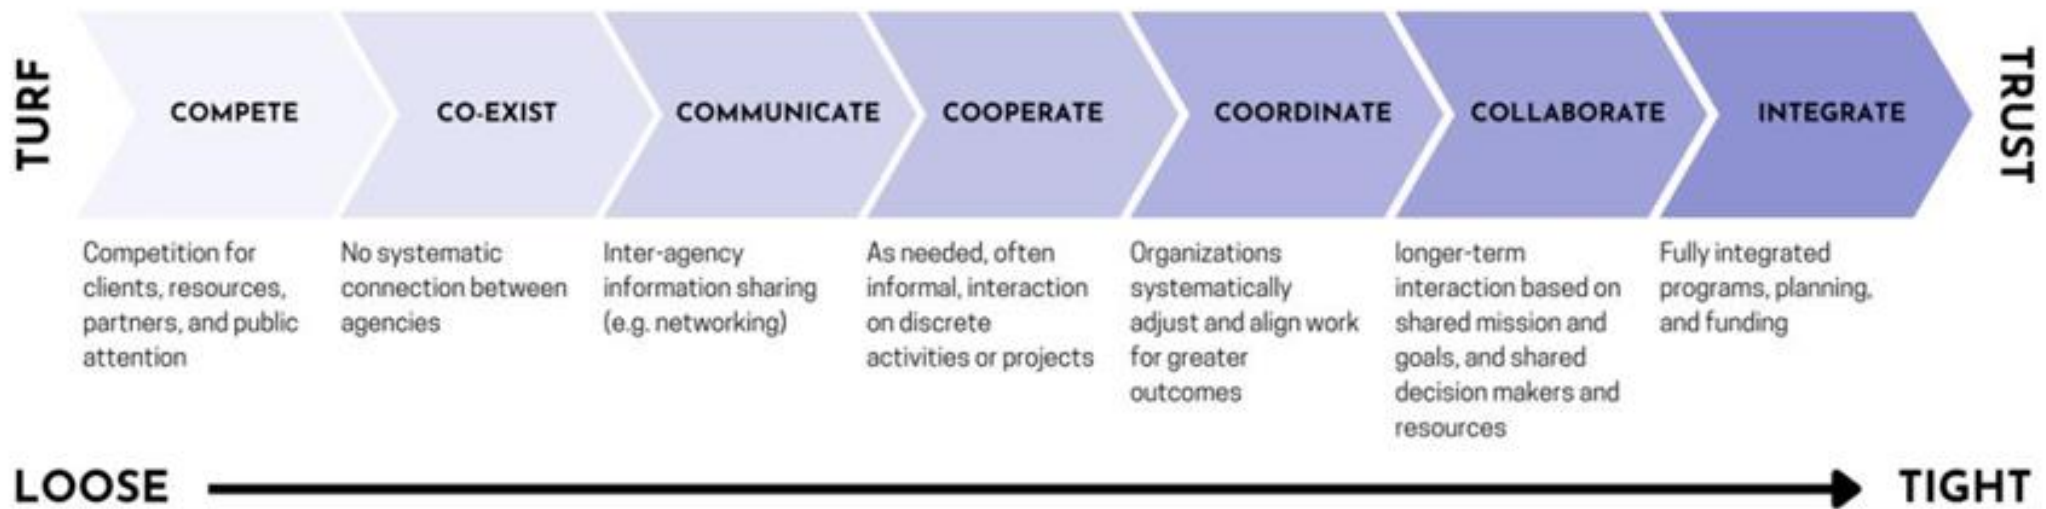 TURF
COMPETE
CO-EXIST
COMMUNICATE
COOPERATE
COORDINATE
COLLABORATE
INTEGRATE
TRUST
Competition for
clients, resources,
partners, and public
attention
No systematic
connection between
agencies
Inter-agency
information sharing
(e.g. networking)
As needed, often
informal, interaction
on discrete
activities or projects
Organizations
systematically
adjust and align work
for greater
outcomes
longer-term
interaction based on
shared mission and
goals, and shared
decision makers and
resources
Fully integrated
programs, planning,
and funding
LOOSE
TIGHT